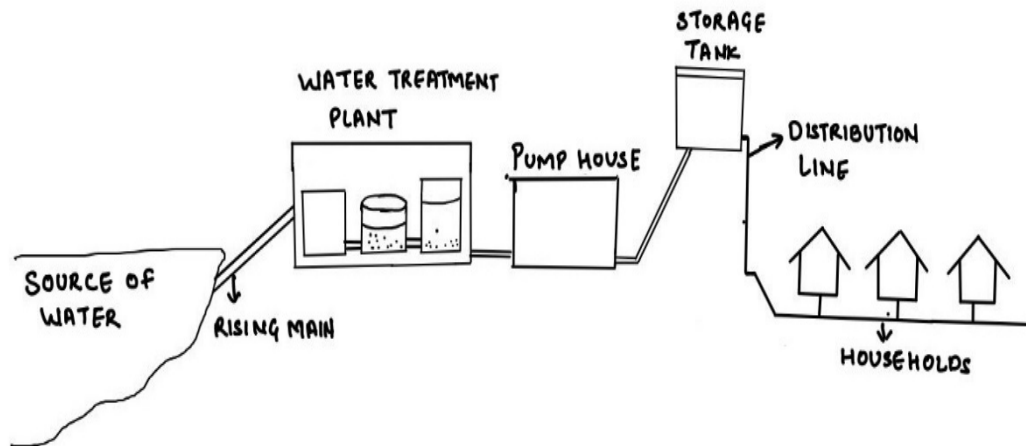 STORAGE
TANK
WATER TREATMENT
PLANT
PUMP HOUSE
DISTRIBUTION
LINE
SOURCE OF
WATER
RISING MAIN
HOUSEHOLDS